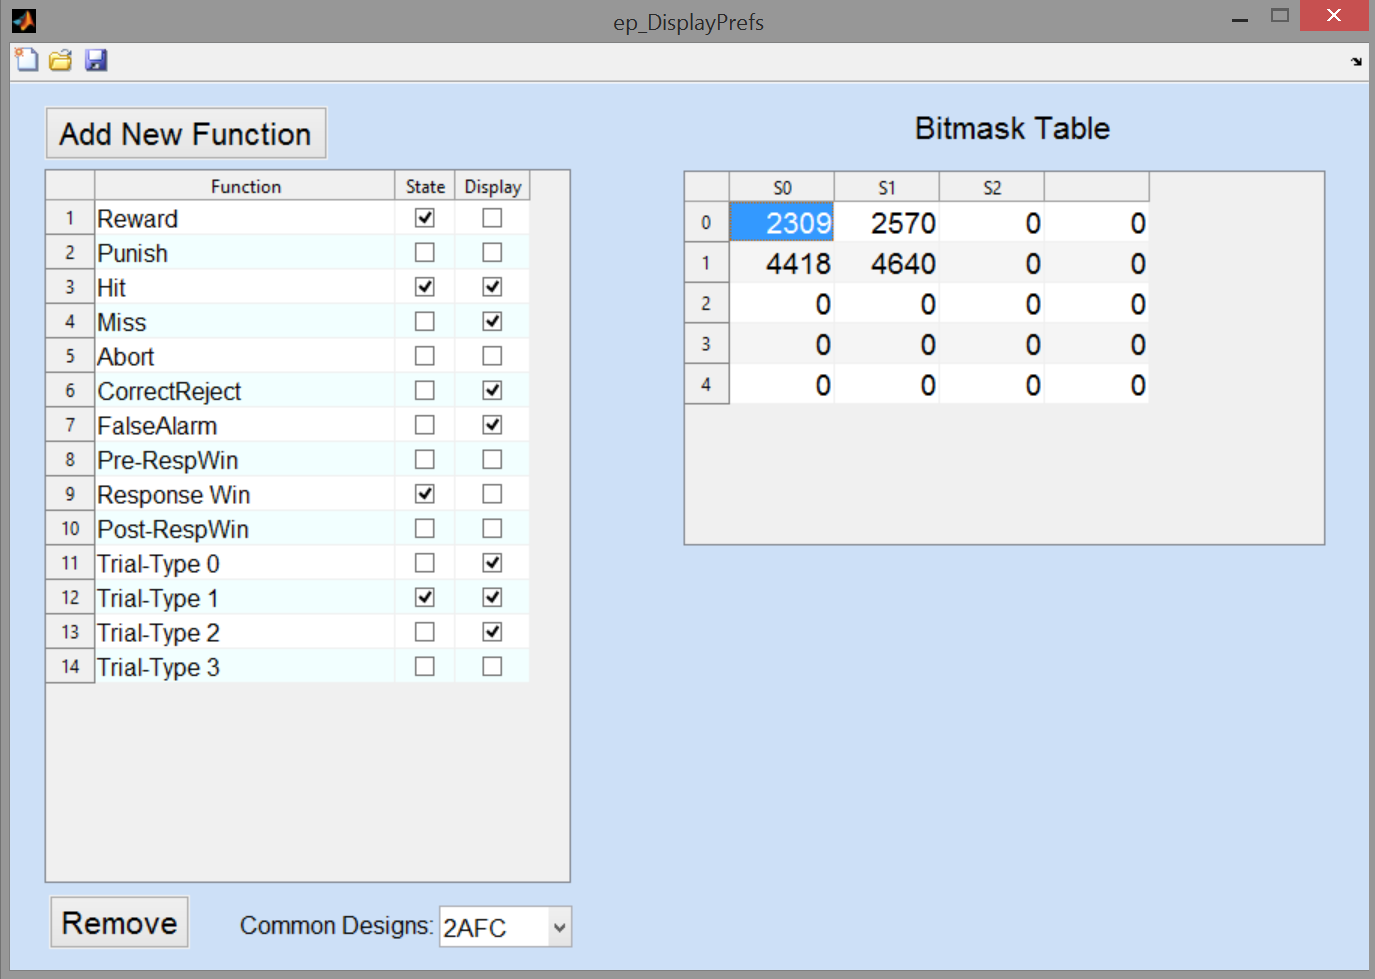 ep_DisplayPrefs
Add New Function
Function State Display
1 Reward
2 Punish
3 Hit
4 Miss
5 Abort
6 CorrectReject
7 FalseAlarm
8 Pre-RespWin
9 Response Win
10 Post-RespWin
11 Trial-Type 0
12 Trial-Type 1
13 Trial-Type 2
14 Trial-Type 3
Remove
Common Designs: 2AFC
Bitmask Table
S0 S1 S2
0 2309 2570 0 0
1 4418 4640 0 0
2 0 0 0 0
3 0 0 0 0
4 0 0 0 0